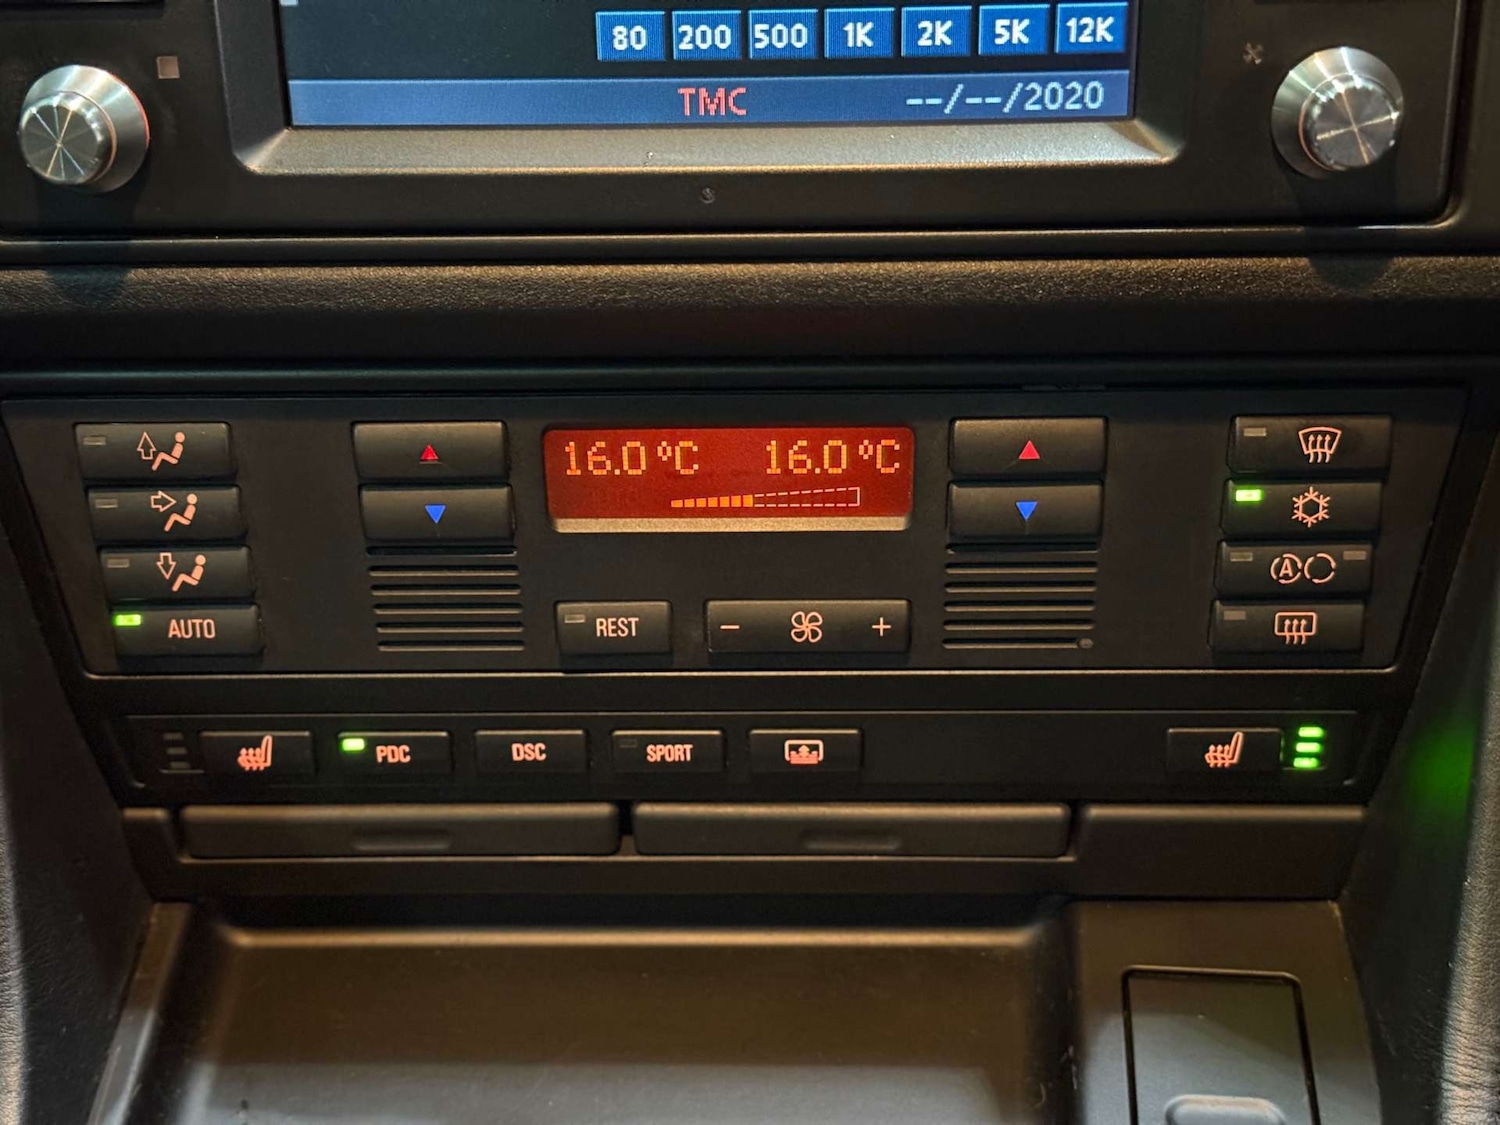 80 200 500 1K 2K 5K 12K
TMC --/--/2020
16.0°C 16.0°C
A
AUTO
REST - +
PDC DSC SPORT